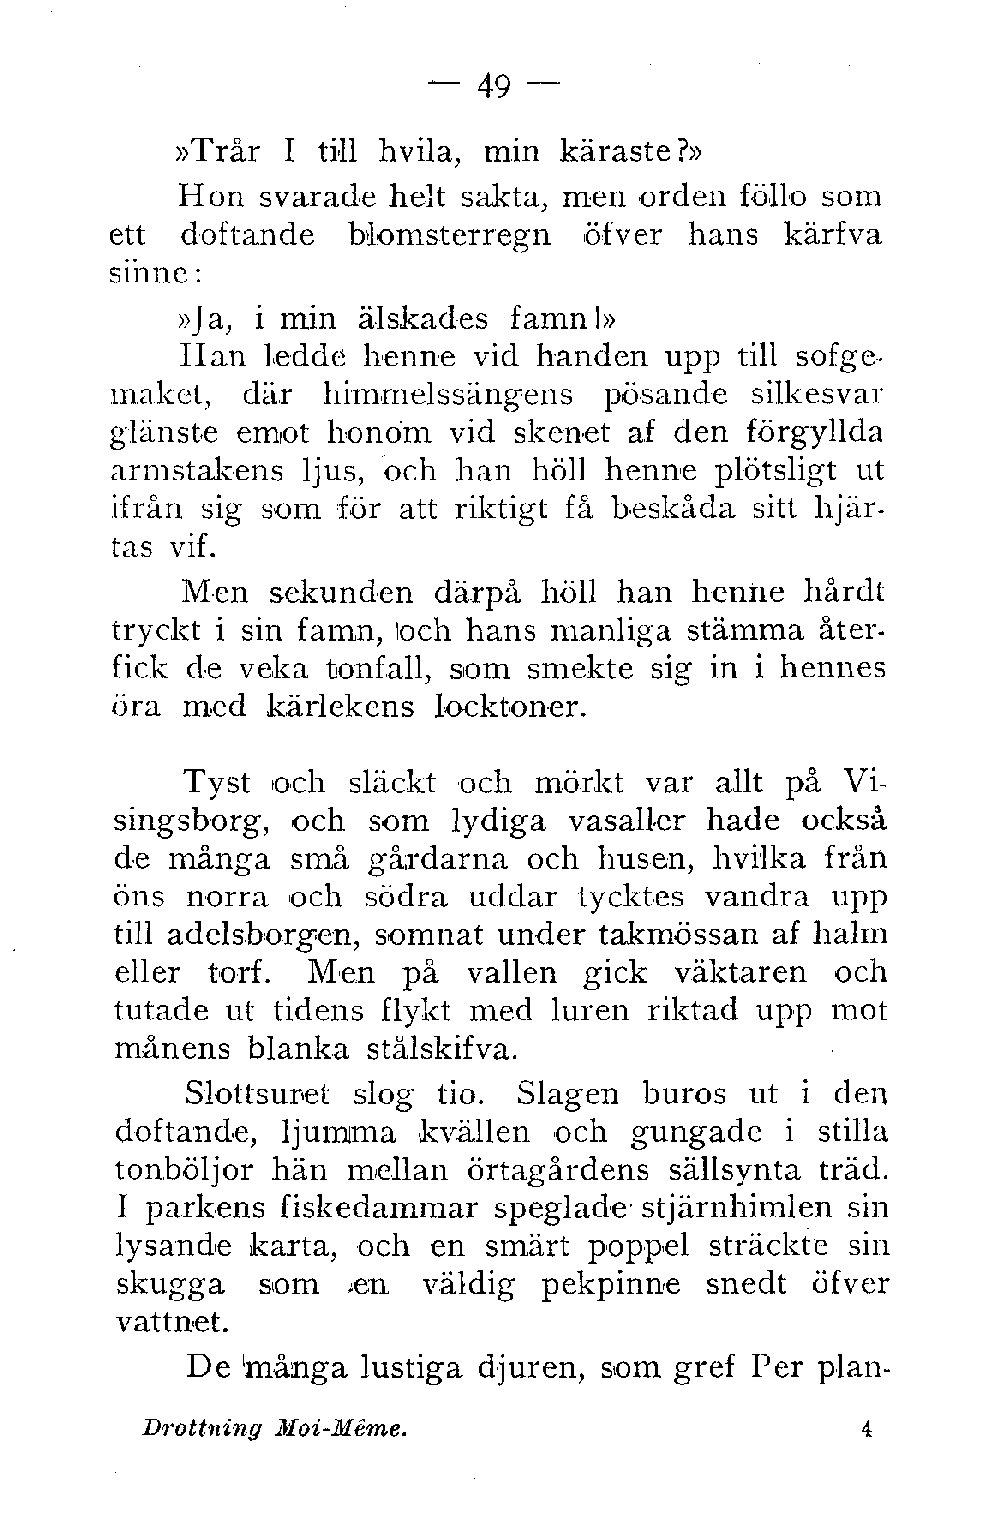 — 49 —
»Trår I till hvila, min käraste?»
Hon svarade helt sakta, men orden föllo som
ett doftande blomsterregn öfver hans kärfva
sinne:
»Ja, i min älskades famn!»
Han ledde henne vid handen upp till sofge-
maket, där himmelssängens pösande silkesvar
glänste emot honom vid skenet af den förgyllda
armstakens ljus, och han höll henne plötsligt ut
ifrån sig som för att riktigt få beskåda sitt hjär-
tas vif.
Men sekunden därpå höll han henne hårdt
tryckt i sin famn, och hans manliga stämma åter-
fick de veka tonfall, som smekte sig in i hennes
öra med kärlekens locktoner.
Tyst och släckt och mörkt var allt på Vi-
singsborg, och som lydiga vasaller hade också
de många små gårdarna och husen, hvilka från
öns norra och södra uddar tycktes vandra upp
till adelsborgen, somnat under takmössan af halm
eller torf. Men på vallen gick väktaren och
tutade ut tidens flykt med luren riktad upp mot
månens blanka stålskifva.
Slottsuret slog tio. Slagen buros ut i den
doftande, ljumma kvällen och gungade i stilla
tonböljor hän mellan örtagårdens sällsynta träd.
I parkens fiskedammar speglade stjärnhimlen sin
lysande karta, och en smärt poppel sträckte sin
skugga som en väldig pekpinne snedt öfver
vattnet.
De många lustiga djuren, som gref Per plan-
Drottning Moi-Même. 4